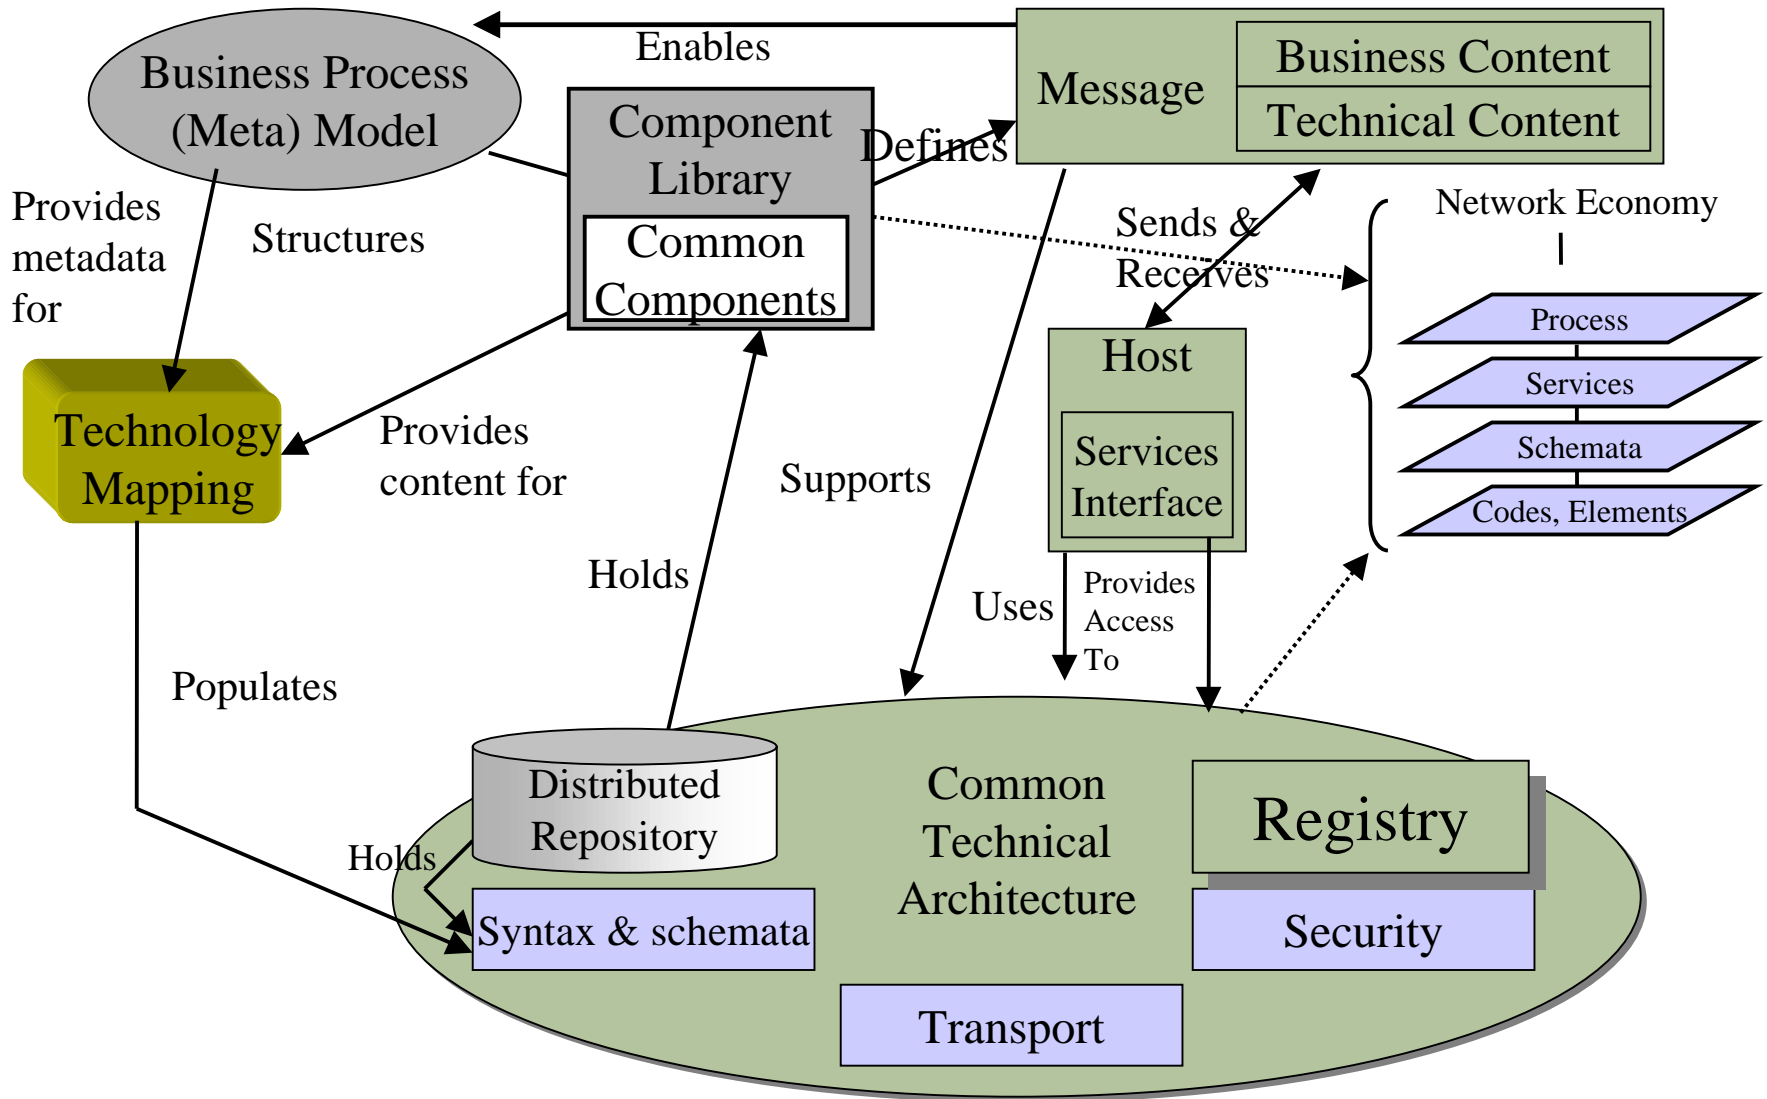 Enables
Business Process
(Meta) Model
Component
Library
Common
Components
Defines
Message
Business Content
Technical Content
Provides
metadata
for
Structures
Sends &
Receives
Network Economy
Process
Services
Schemata
Codes, Elements
Host
Services
Interface
Technology
Mapping
Provides
content for
Supports
Holds
Uses
Provides
Access
To
Populates
Distributed
Repository
Holds
Syntax & schemata
Common
Technical
Architecture
Registry
Security
Transport